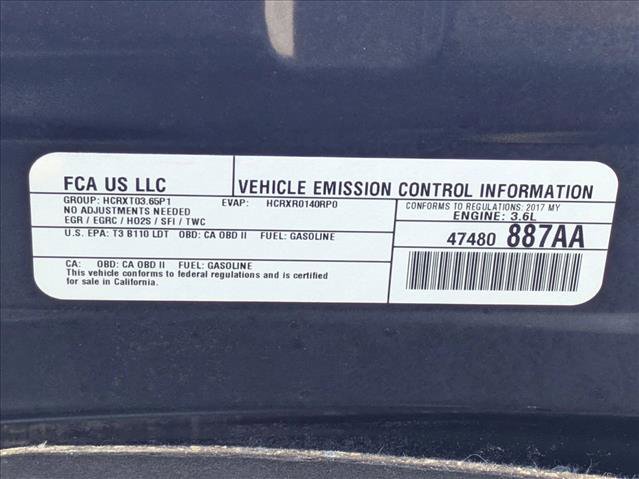 FCA US LLC
VEHICLE EMISSION CONTROL INFORMATION
GROUP: HCRXT03.65P1 EVAP: HCRXR0140RP0
NO ADJUSTMENTS NEEDED
EGR / EGRC / HO2S / SFI / TWC
CONFORMS TO REGULATIONS: 2017 MY
ENGINE: 3.6L
U.S. EPA: T3 B110 LDT OBD: CA OBD II FUEL: GASOLINE
47480 887AA
CA: OBD: CA OBD II FUEL: GASOLINE
This vehicle conforms to federal regulations and is certified
for sale in California.